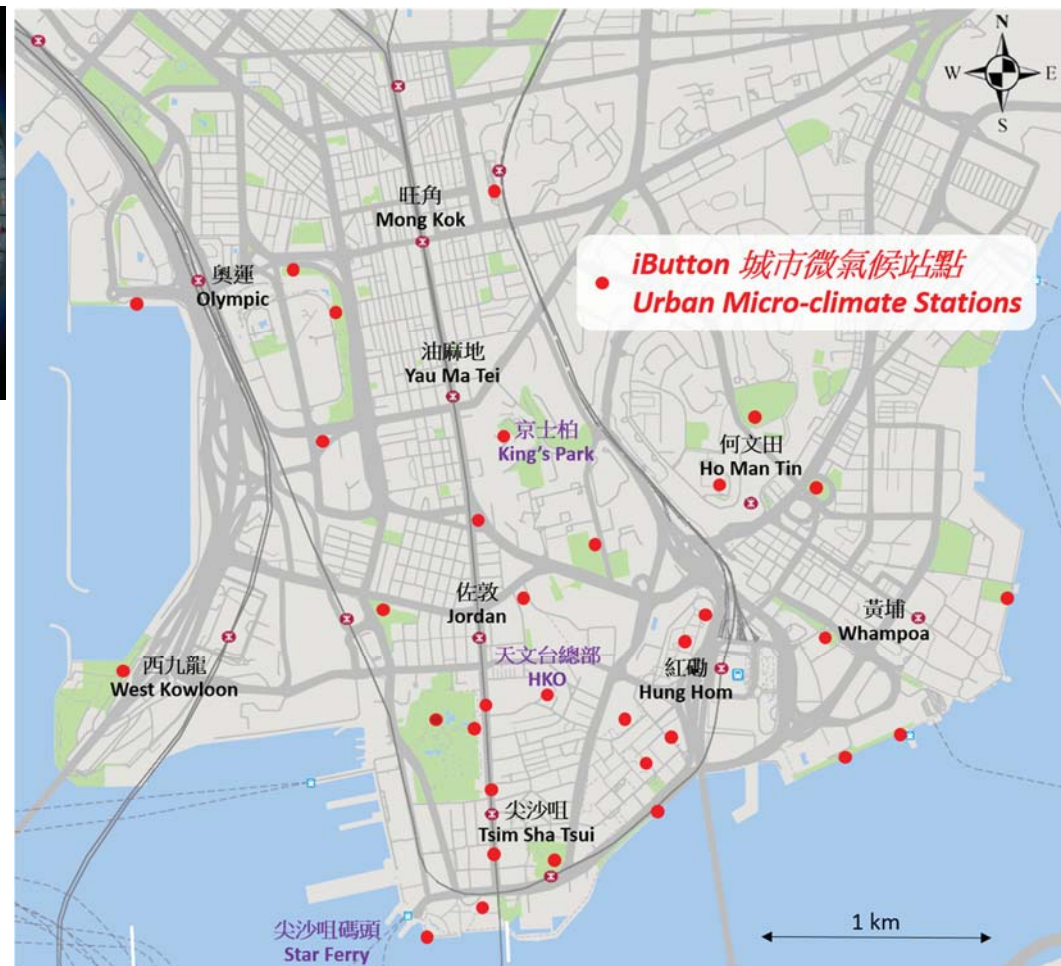 N
W
E
S
旺角
Mong Kok
iButton 城市微氣候站點
Urban Micro-climate Stations
奧運
Olympic
油麻地
Yau Ma Tei
京士柏
King's Park
何文田
Ho Man Tin
佐敦
Jordan
黃埔
Whampoa
天文台總部
HKO
西九龍
West Kowloon
紅磡
Hung Hom
尖沙咀
Tsim Sha Tsui
尖沙咀碼頭
Star Ferry
1 km